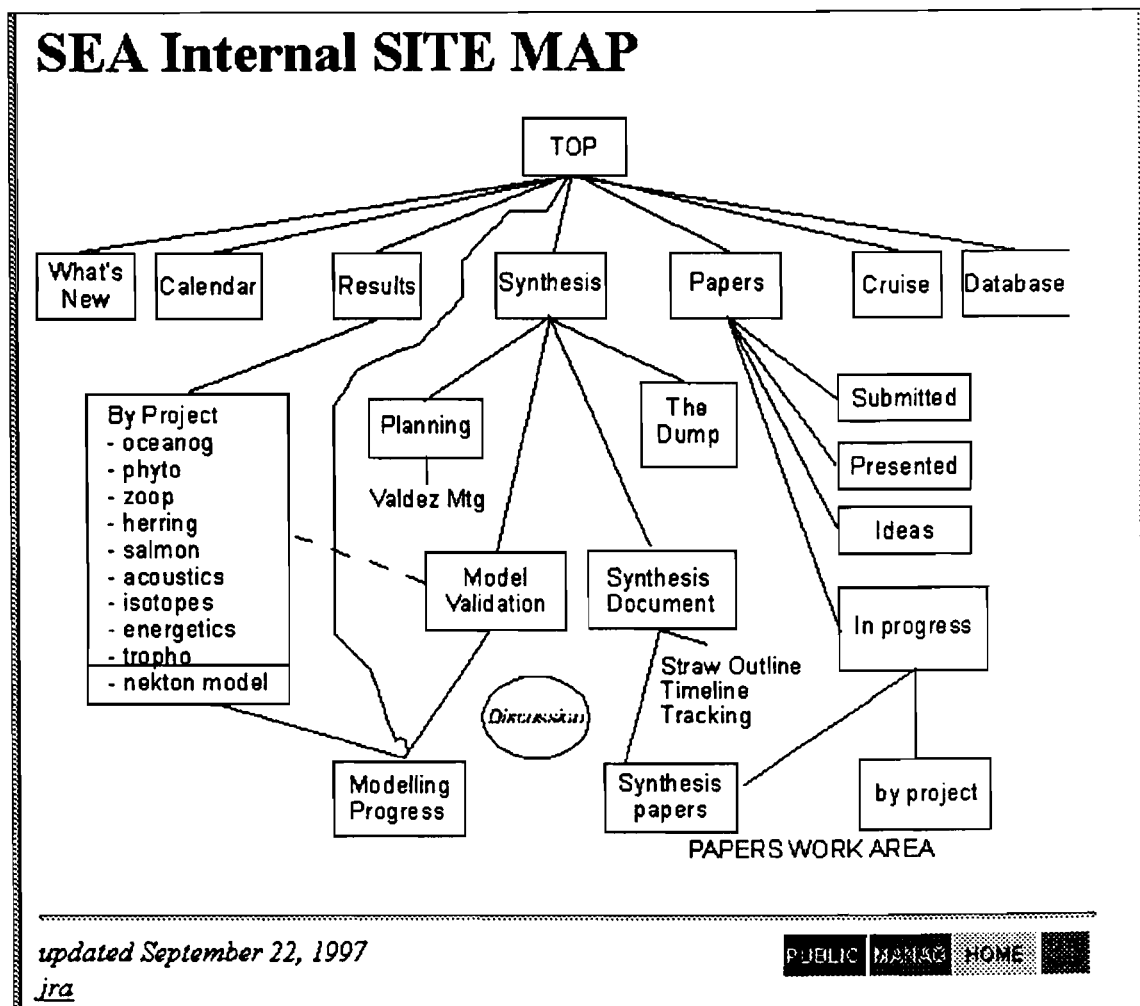 SEA Internal SITE MAP
TOP
What's
New
Calendar
Results
Synthesis
Papers
Cruise
Database
By Project
- oceanog
- phyto
- zoop
- herring
- salmon
- acoustics
- isotopes
- energetics
- tropho
- nekton model
Planning
Valdez Mtg
The
Dump
Submitted
Presented
Ideas
In progress
Model
Validation
Synthesis
Document
Straw Outline
Timeline
Tracking
Discussion
Modelling
Progress
Synthesis
papers
by project
PAPERS WORK AREA
updated September 22, 1997
jra
PUBLIC MANAG HOME